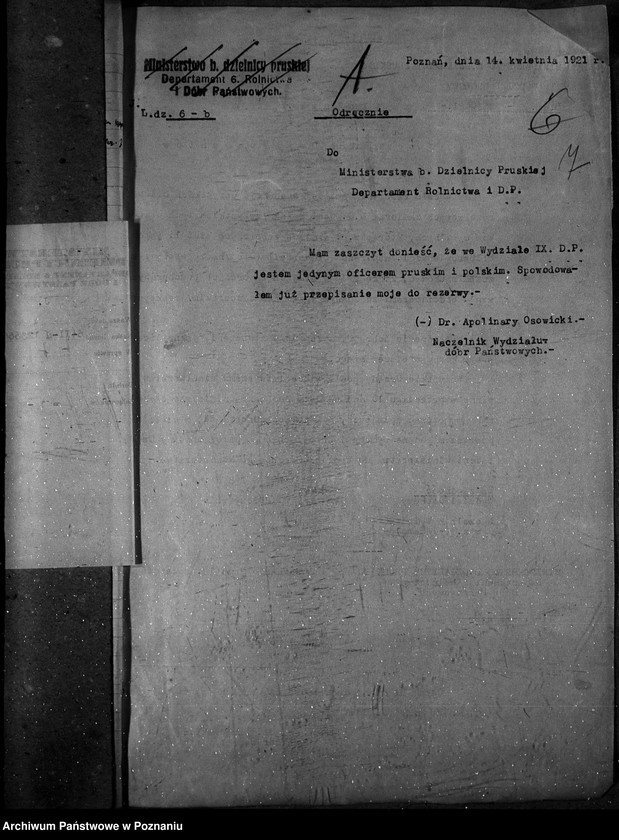 Ministerstwo b. dzielnicy pruskiej
Departament 6. Rolnictwa
i Dóbr Państwowych.
L.dz. 6 - b
A.
Odręcznie
Poznań, dnia 14. kwietnia 1921 r.
6
7
Do
Ministerstwa b. Dzielnicy Pruskiej
Departament Rolnictwa i D.P.
Mam zaszczyt donieść, że we Wydziale IX. D.P.
jestem jedynym oficerem pruskim i polskim. Spowodowa-
łem już przepisanie moje do rezerwy.-
(-) Dr. Apolinary Osowicki.-
Naczelnik Wydziału
dóbr Państwowych.-
Archiwum Państwowe w Poznaniu